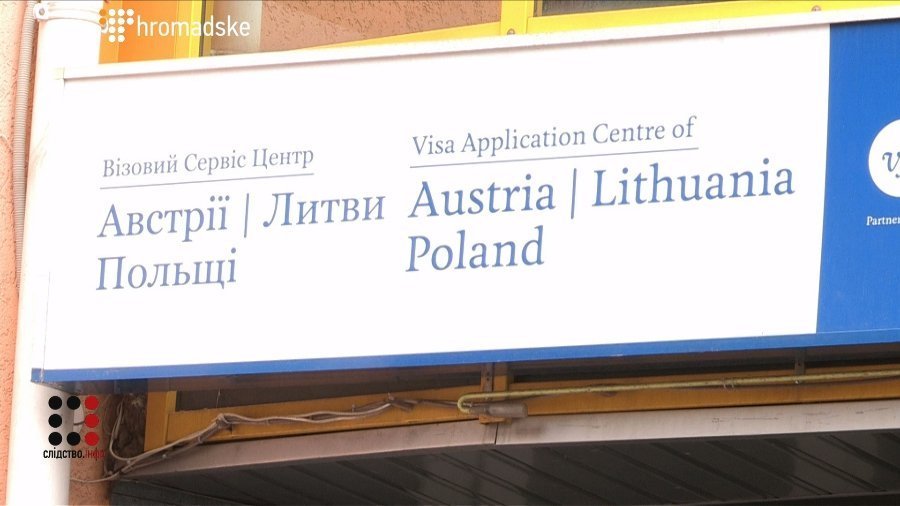 hromadske
Візовий Сервіс Центр
Австрії | Литви
Польщі
Visa Application Centre of
Austria | Lithuania
Poland
Partner
слідство.інфо